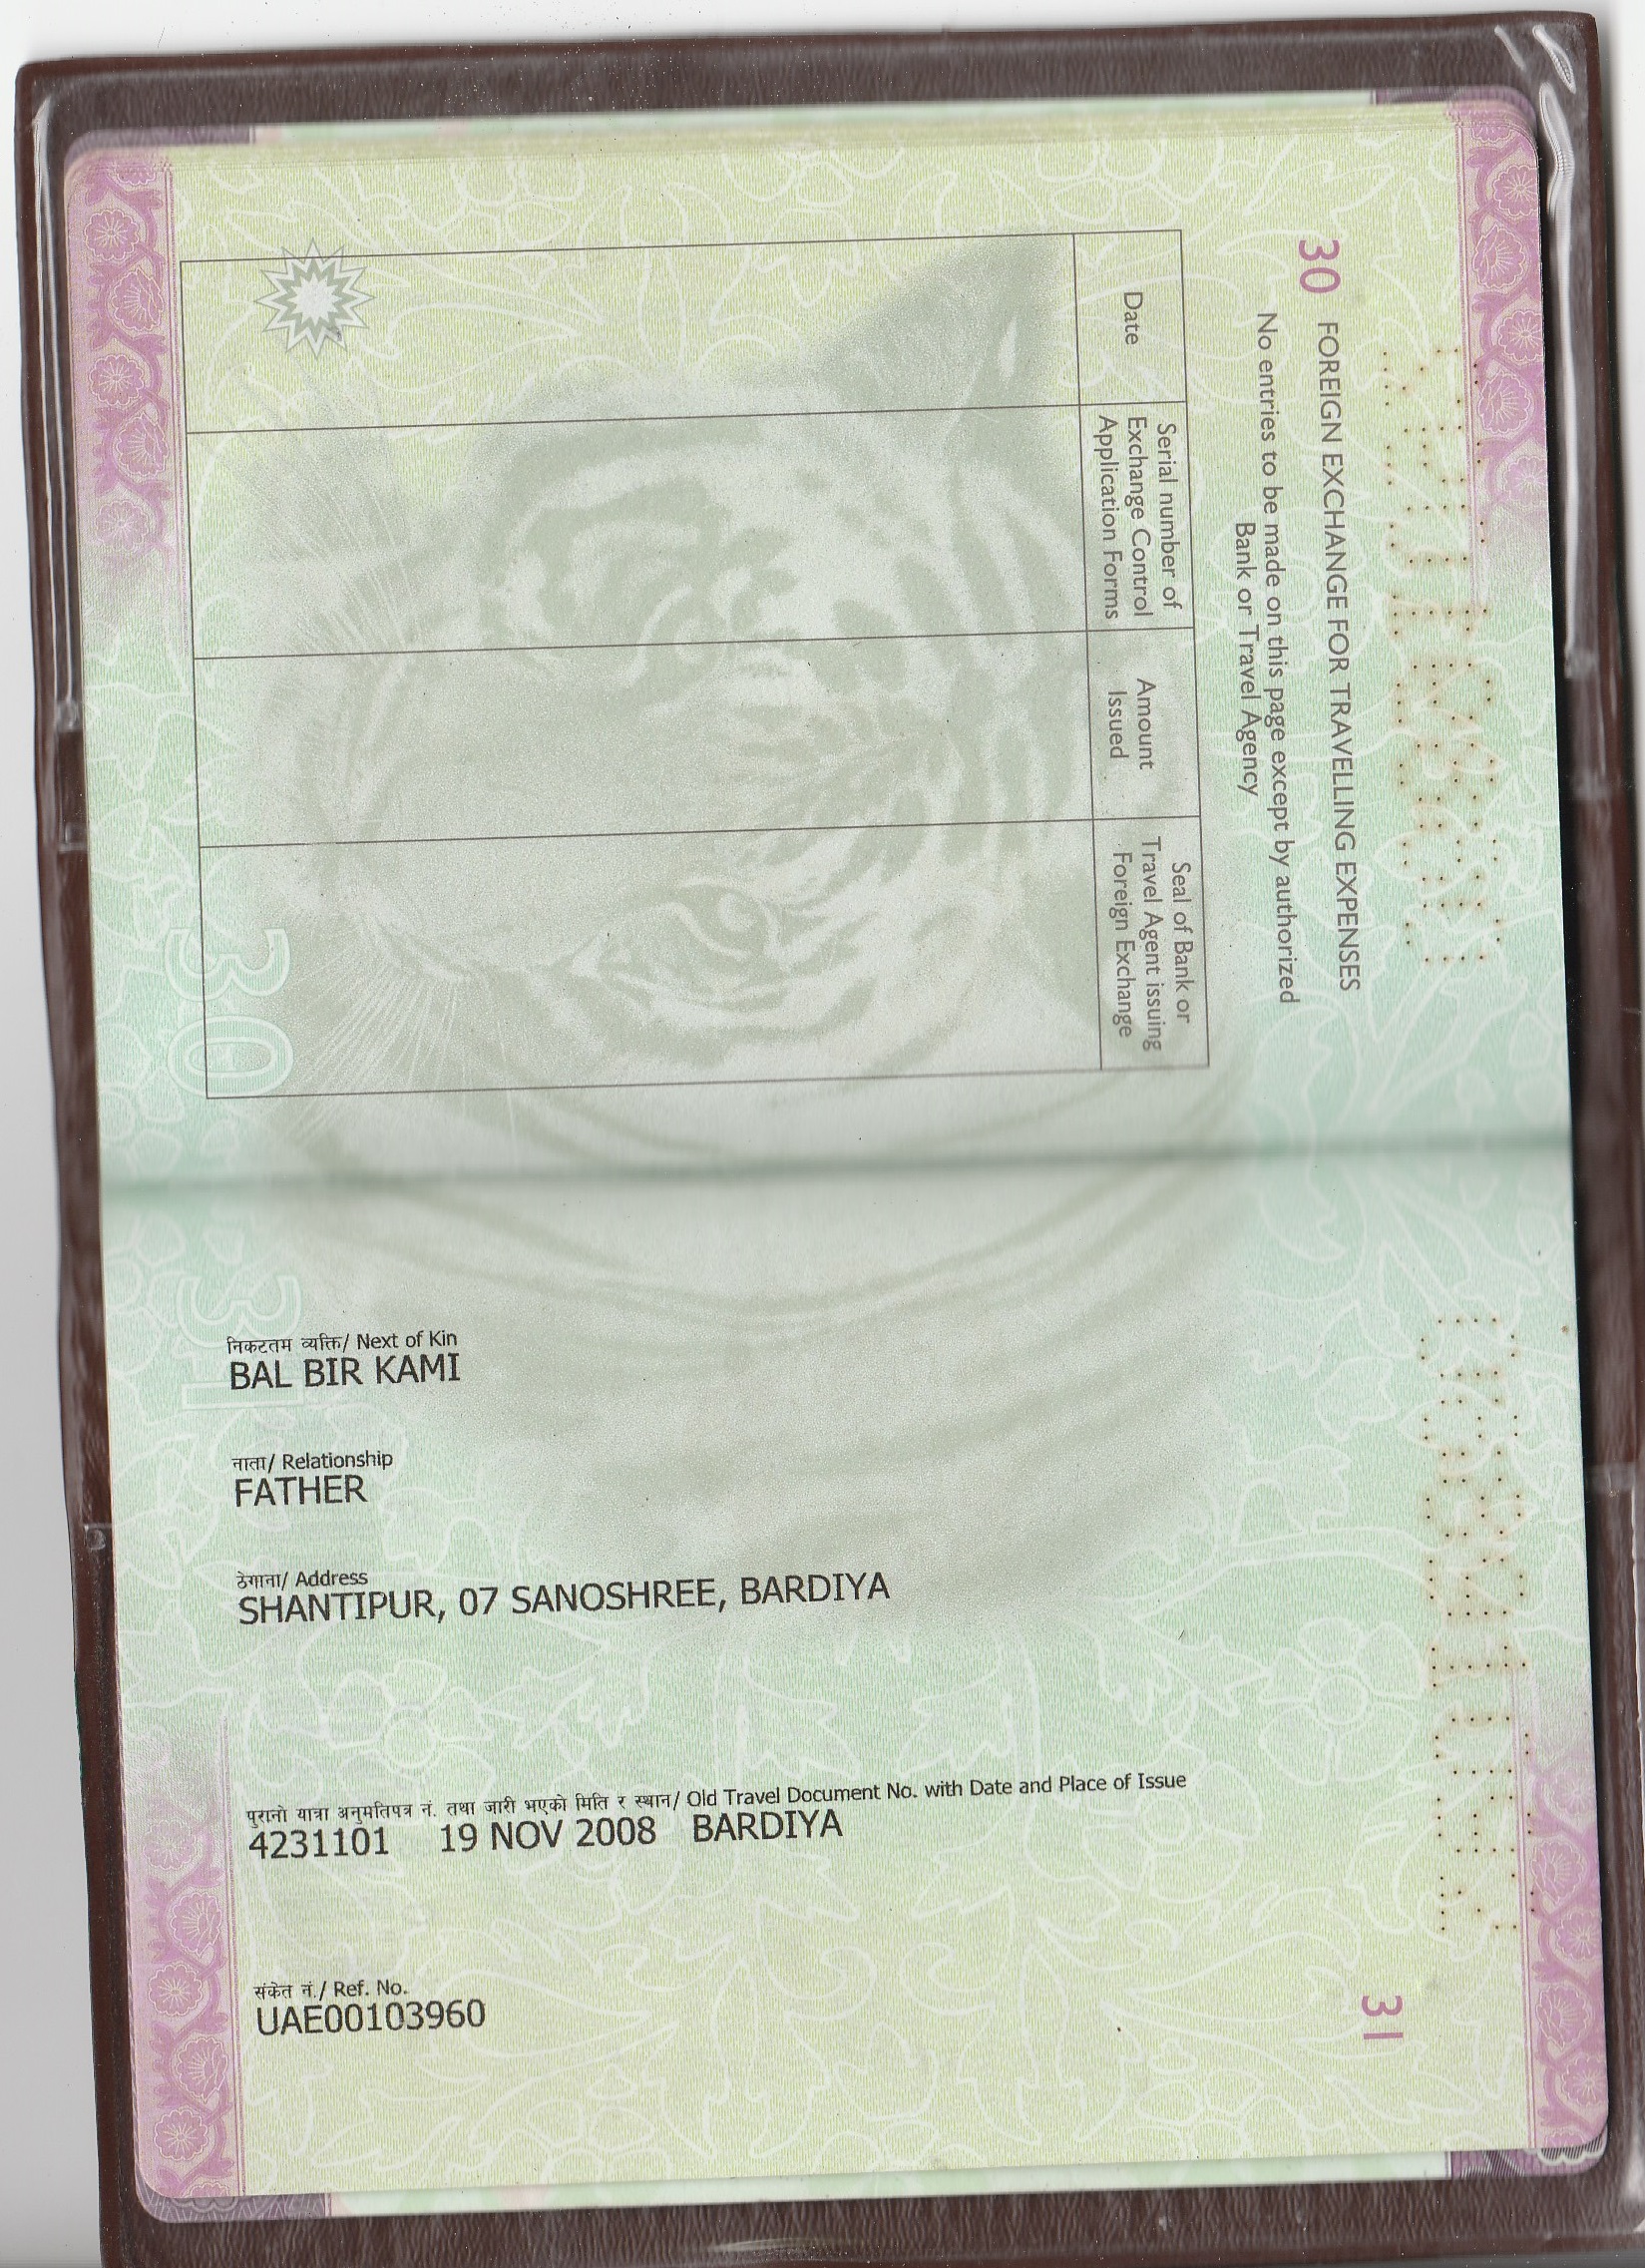 30 FOREIGN EXCHANGE FOR TRAVELLING EXPENSES
No entries to be made on this page except by authorized
Bank or Travel Agency
Date
Serial number of
Exchange Control
Application Forms
Amount
Issued
Seal of Bank or
Travel Agent issuing
Foreign Exchange
30
31
निकटतम व्यक्ति/ Next of Kin
BAL BIR KAMI
नाता/ Relationship
FATHER
ठेगाना/ Address
SHANTIPUR, 07 SANOSHREE, BARDIYA
पुरानो यात्रा अनुमतिपत्र नं. तथा जारी भएको मिति र स्थान/ Old Travel Document No. with Date and Place of Issue
4231101 19 NOV 2008 BARDIYA
संकेत नं./ Ref. No.
UAE00103960
31